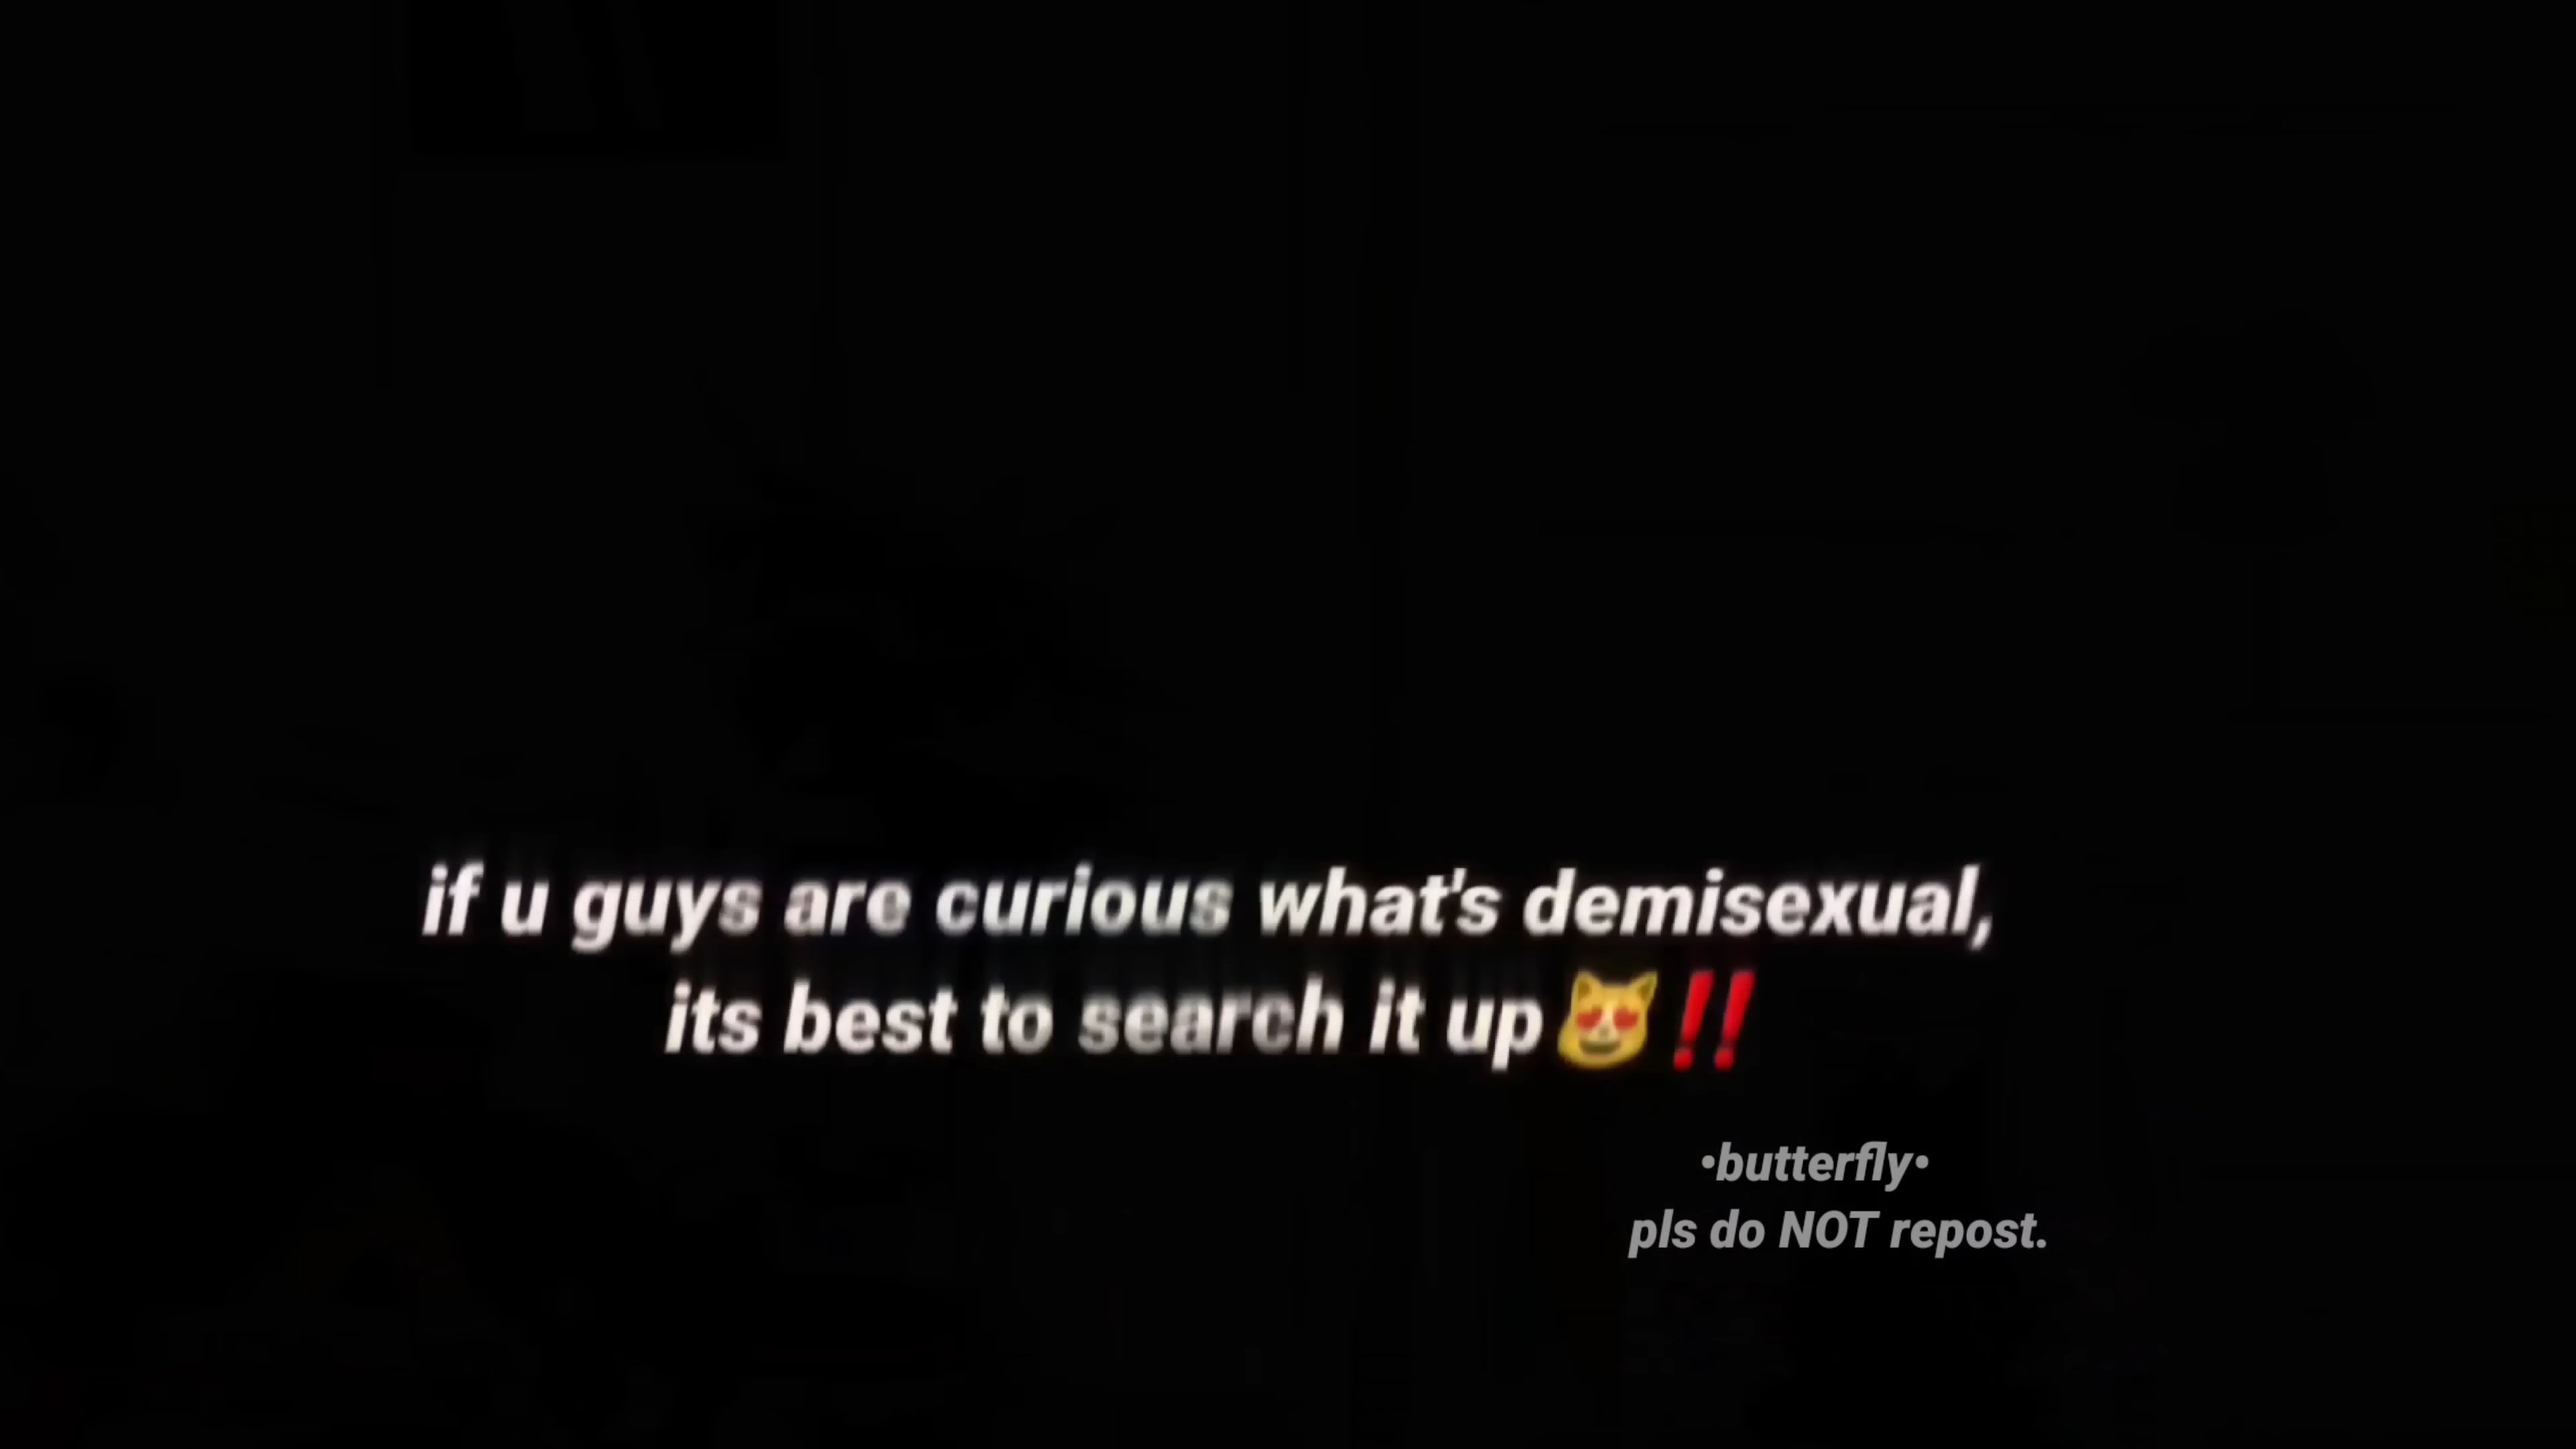 if u guys are curious what's demisexual,
its best to search it up😻‼️
•butterfly•
pls do NOT repost.